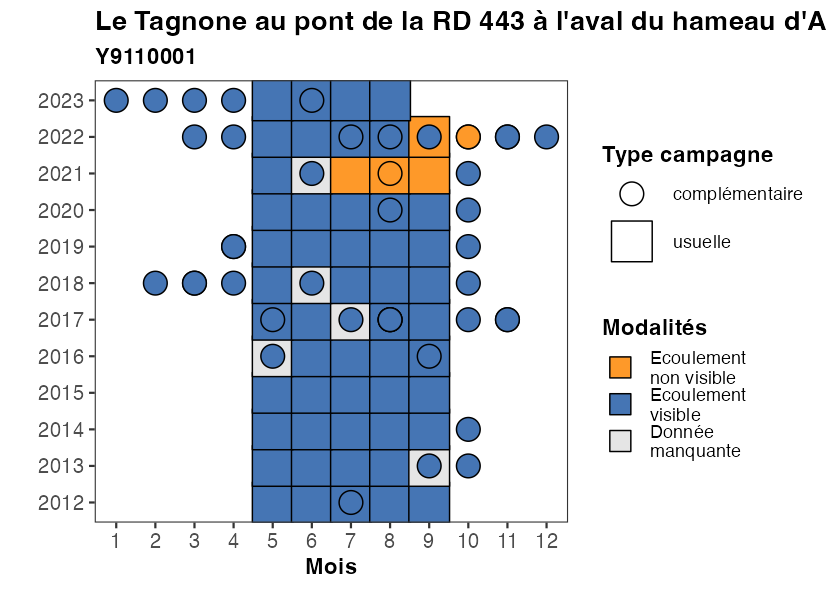 Le Tagnone au pont de la RD 443 à l'aval du hameau d'A
Y9110001
2023
2022
2021
2020
2019
2018
2017
2016
2015
2014
2013
2012
1 2 3 4 5 6 7 8 9 10 11 12
Mois
Type campagne
complémentaire
usuelle
Modalités
Ecoulement
non visible
Ecoulement
visible
Donnée
manquante